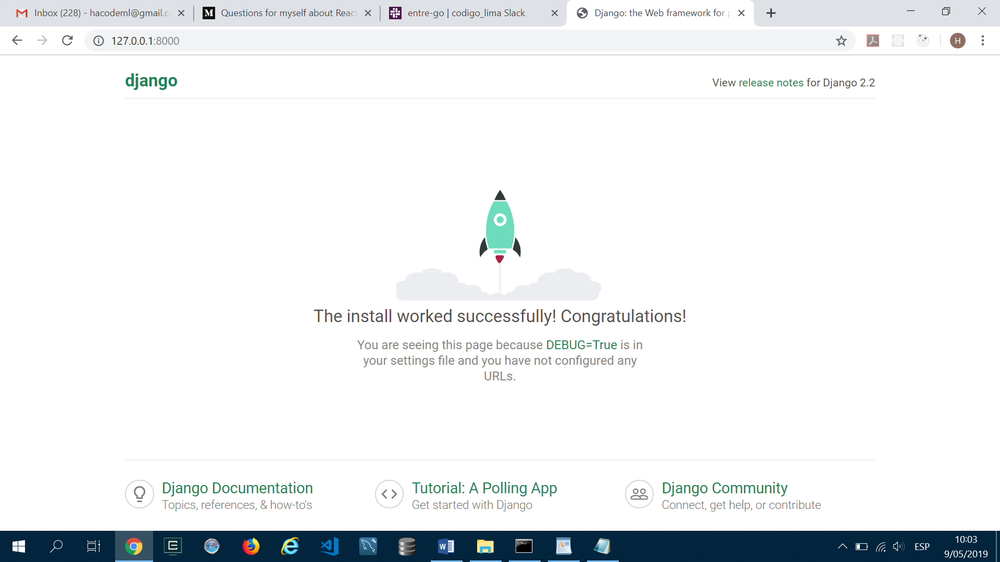 Inbox (228) - hacodeml@gmail.c
Questions for myself about React
entre-go | codigo_lima Slack
Django: the Web framework for p
127.0.0.1:8000
H
django
View release notes for Django 2.2
The install worked successfully! Congratulations!
You are seeing this page because DEBUG=True is in
your settings file and you have not configured any
URLs.
Django Documentation
Topics, references, & how-to's
Tutorial: A Polling App
Get started with Django
Django Community
Connect, get help, or contribute
ESP
10:03
9/05/2019